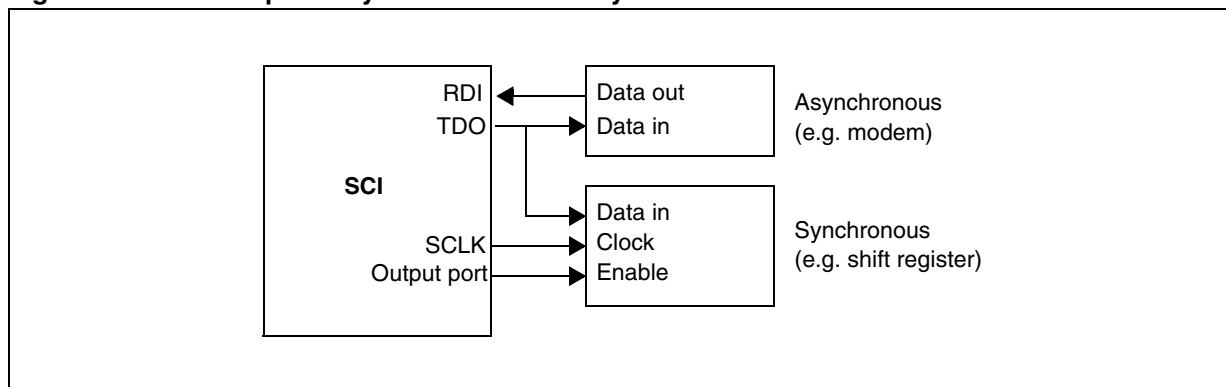 RDI
TDO
SCI
SCLK
Output port
Data out
Data in
Asynchronous
(e.g. modem)
Data in
Clock
Enable
Synchronous
(e.g. shift register)